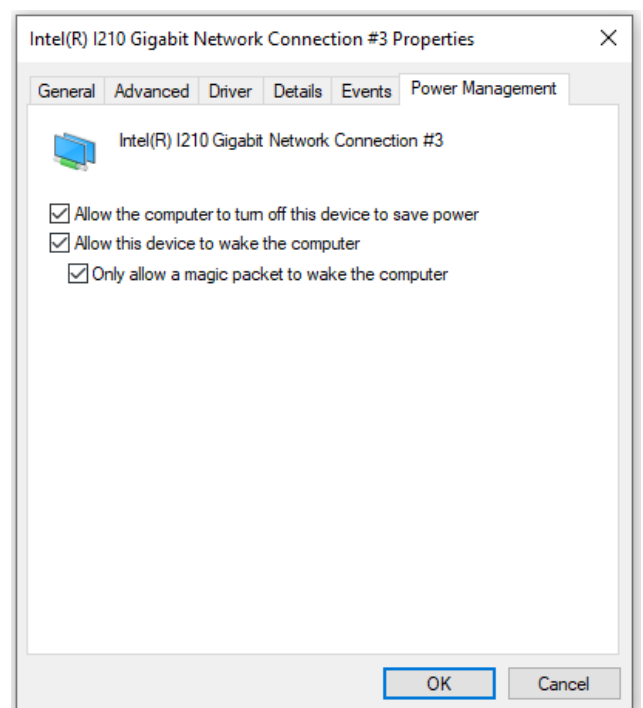 Intel(R) I210 Gigabit Network Connection #3 Properties
General Advanced Driver Details Events Power Management
Intel(R) I210 Gigabit Network Connection #3
Allow the computer to turn off this device to save power
Allow this device to wake the computer
Only allow a magic packet to wake the computer
OK Cancel